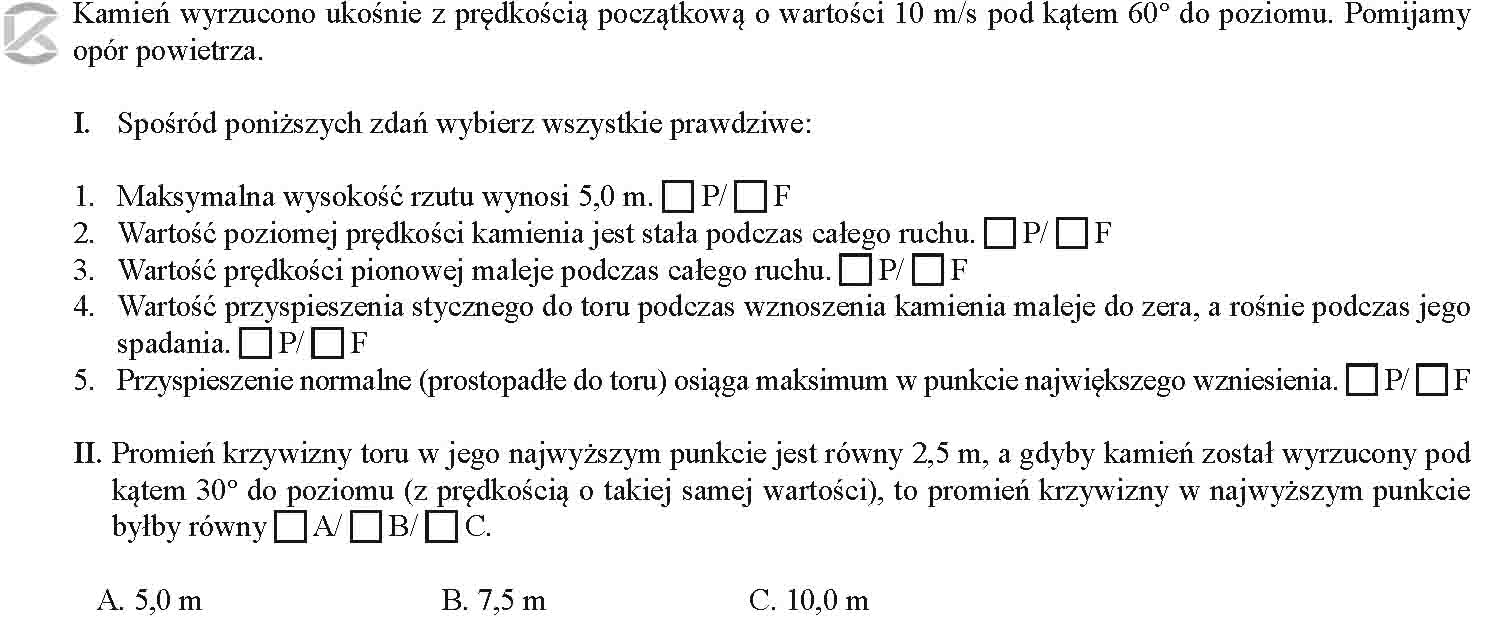 Kamień wyrzucono ukośnie z prędkością początkową o wartości 10 m/s pod kątem 60° do poziomu. Pomijamy
opór powietrza.
I. Spośród poniższych zdań wybierz wszystkie prawdziwe:
1. Maksymalna wysokość rzutu wynosi 5,0 m. □ P/ □ F
2. Wartość poziomej prędkości kamienia jest stała podczas całego ruchu. □ P/ □ F
3. Wartość prędkości pionowej maleje podczas całego ruchu. □ P/ □ F
4. Wartość przyspieszenia stycznego do toru podczas wznoszenia kamienia maleje do zera, a rośnie podczas jego
spadania. □ P/ □ F
5. Przyspieszenie normalne (prostopadłe do toru) osiąga maksimum w punkcie największego wzniesienia. □ P/ □ F
II. Promień krzywizny toru w jego najwyższym punkcie jest równy 2,5 m, a gdyby kamień został wyrzucony pod
kątem 30° do poziomu (z prędkością o takiej samej wartości), to promień krzywizny w najwyższym punkcie
byłby równy □ A/ □ B/ □ C.
A. 5,0 m B. 7,5 m C. 10,0 m